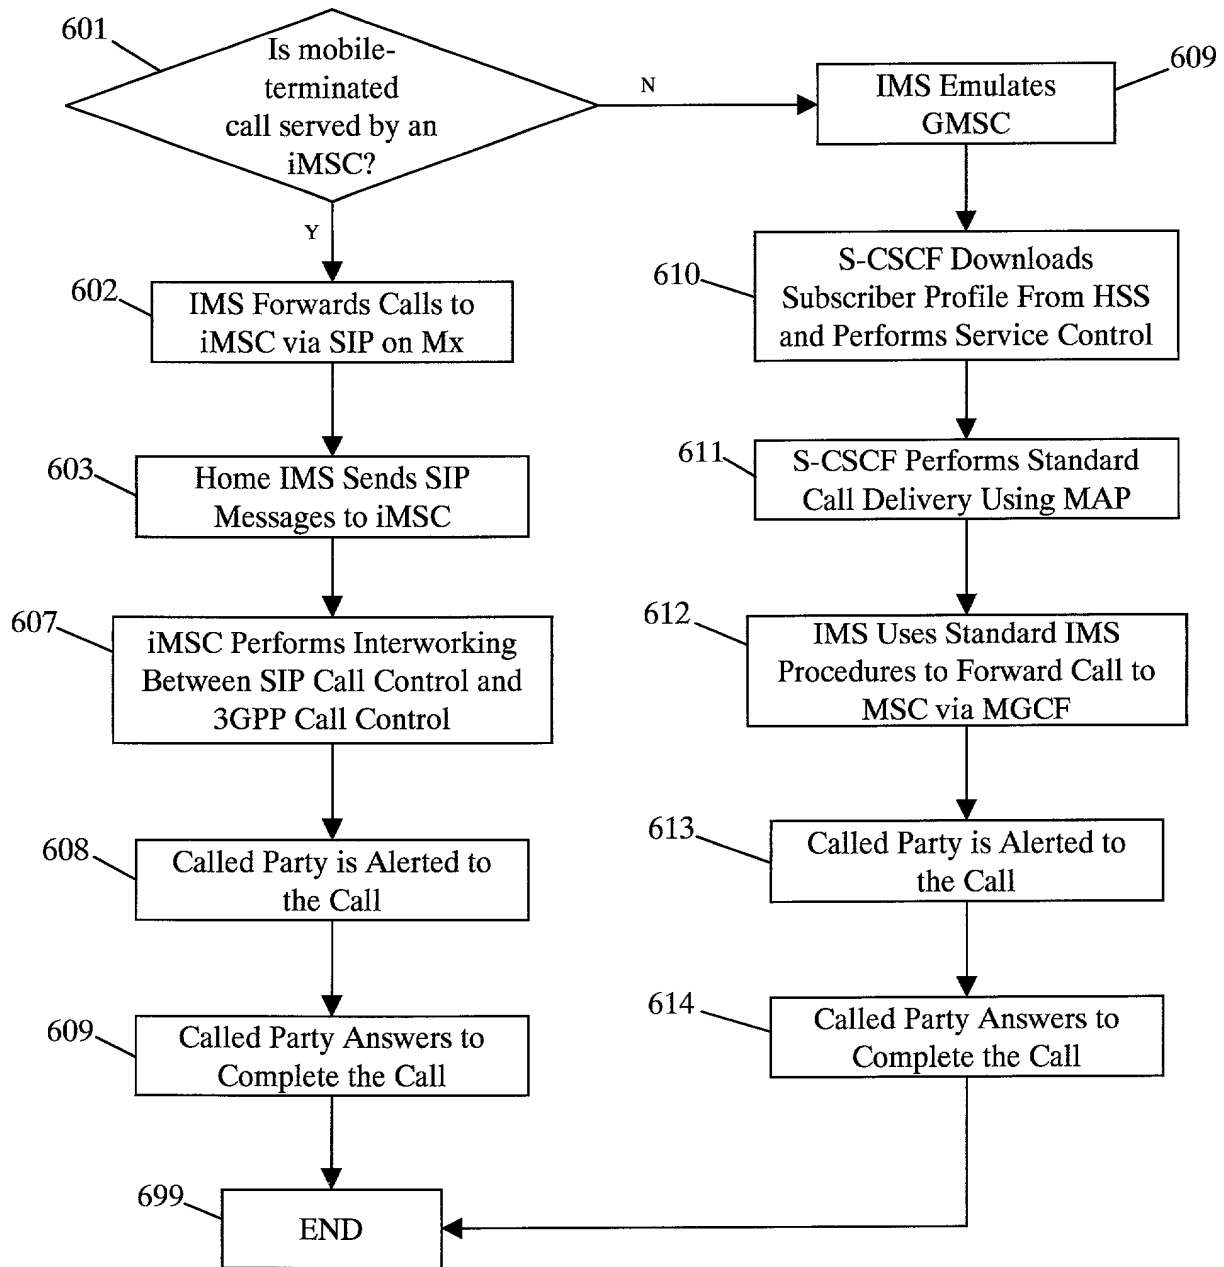 601
Is mobile-
terminated
call served by an
iMSC?
N
Y
602
IMS Forwards Calls to
iMSC via SIP on Mx
603
Home IMS Sends SIP
Messages to iMSC
607
iMSC Performs Interworking
Between SIP Call Control and
3GPP Call Control
608
Called Party is Alerted to
the Call
609
Called Party Answers to
Complete the Call
699
END
609
IMS Emulates
GMSC
610
S-CSCF Downloads
Subscriber Profile From HSS
and Performs Service Control
611
S-CSCF Performs Standard
Call Delivery Using MAP
612
IMS Uses Standard IMS
Procedures to Forward Call to
MSC via MGCF
613
Called Party is Alerted to
the Call
614
Called Party Answers to
Complete the Call